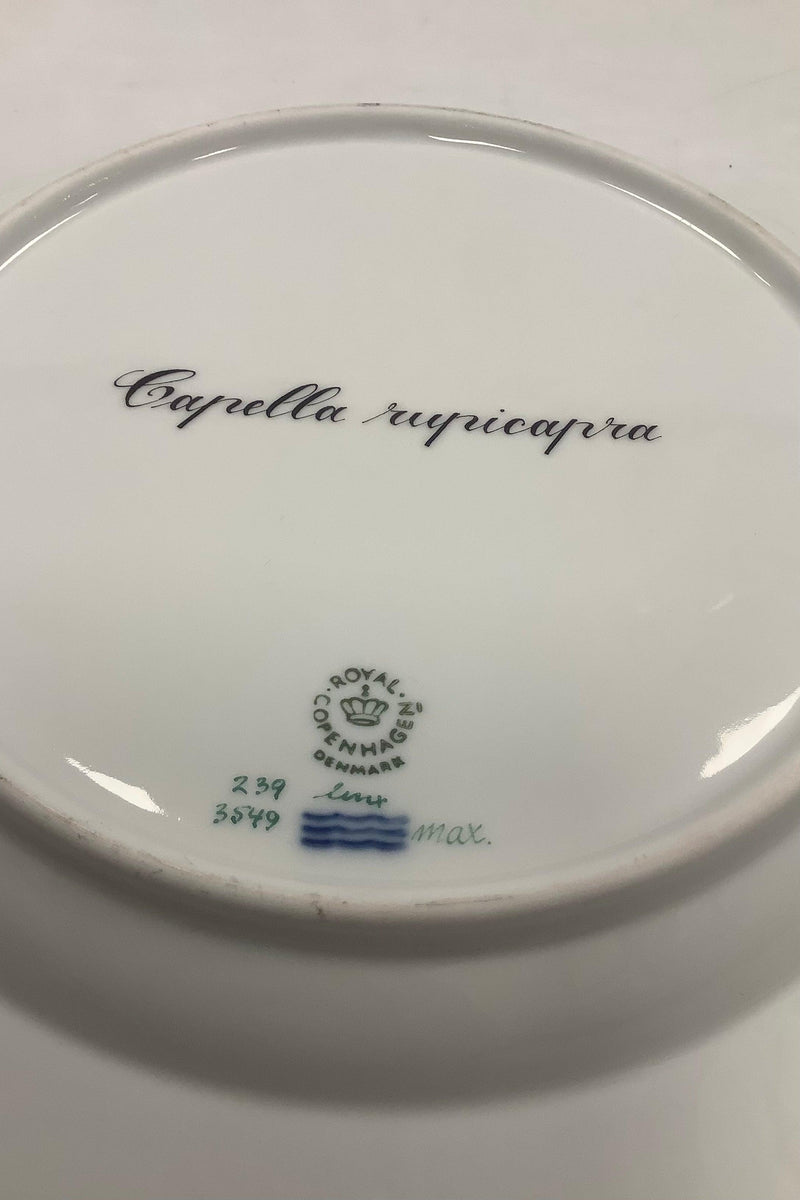 Capella rupicapra
ROYAL COPENHAGEN
DENMARK
239
3549 max.